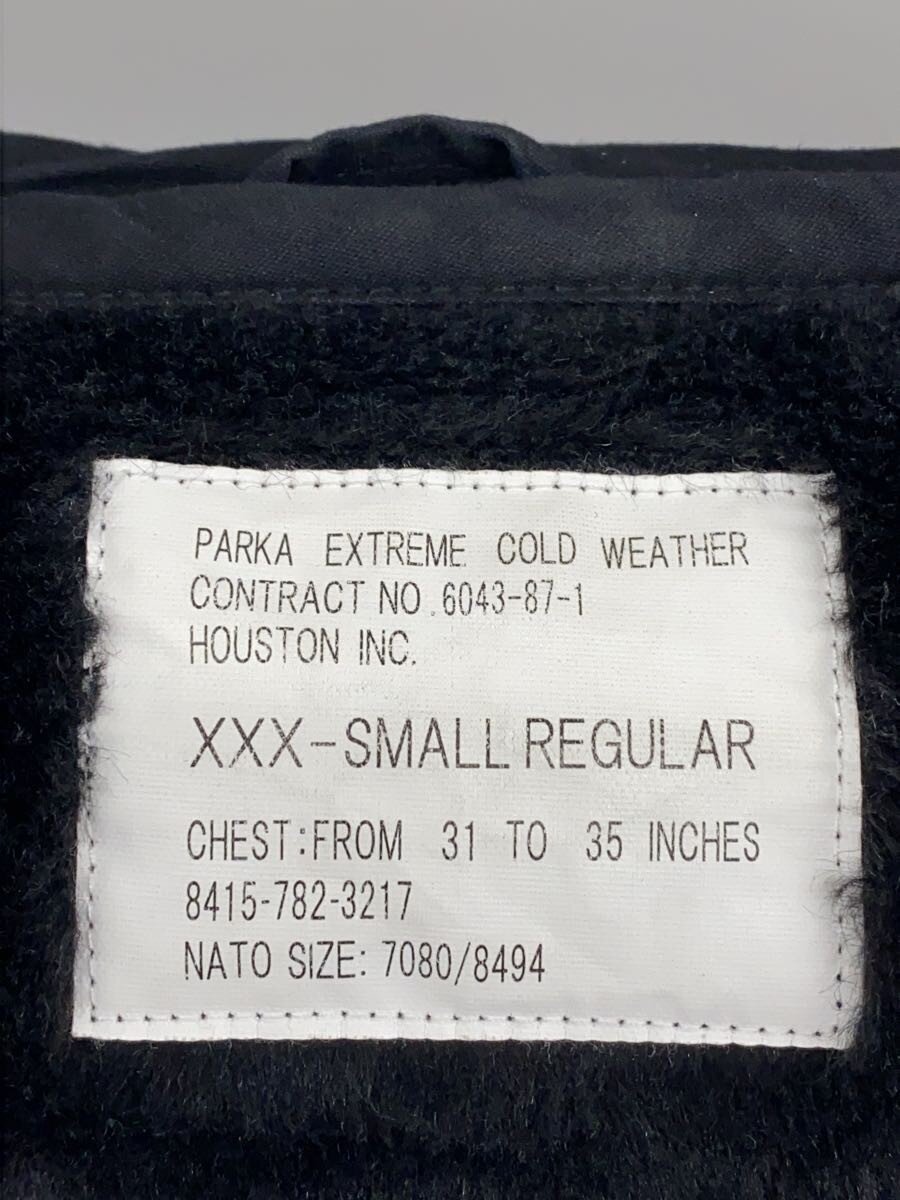 PARKA EXTREME COLD WEATHER
CONTRACT NO.6043-87-1
HOUSTON INC.
XXX-SMALL REGULAR
CHEST:FROM 31 TO 35 INCHES
8415-782-3217
NATO SIZE: 7080/8494